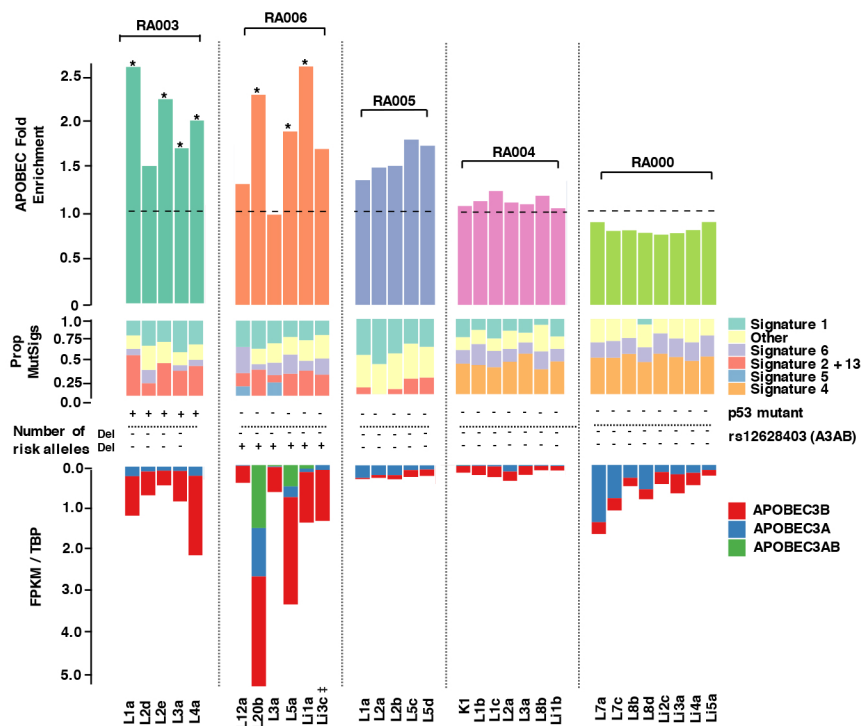 RA003
RA006
RA005
RA004
RA000
APOBEC Fold
Enrichment
2.5
2.0
1.5
1.0
0.5
0
* * * *
* * *
Prop
MutSigs
1.0
0.75
0.5
0.25
0.0
Signature 1
Other
Signature 6
Signature 2 + 13
Signature 5
Signature 4
+ + + + + - - - - - - - - - - - - - - - - - - - - - - - - - - p53 mutant
Number of
risk alleles
Del - - - - - - - - - - - - - - - - - - - - - - - - - - - - - - -
Del - - - - - + + + + + + - - - - - - - - - - - - - - - - - - - -
rs12628403 (A3AB)
FPKM / TBP
0.0
1.0
2.0
3.0
4.0
5.0
APOBEC3B
APOBEC3A
APOBEC3AB
L1a L2d L2e L3a L4a L12a L20b L3a L5a Li1a Li3c ‡ L1a L2a L2b L5c L5d K1 L1b L1c L2a L3a L8b Li1b L7a L7c L8b L8d Li2c Li3a Li4a Li5a